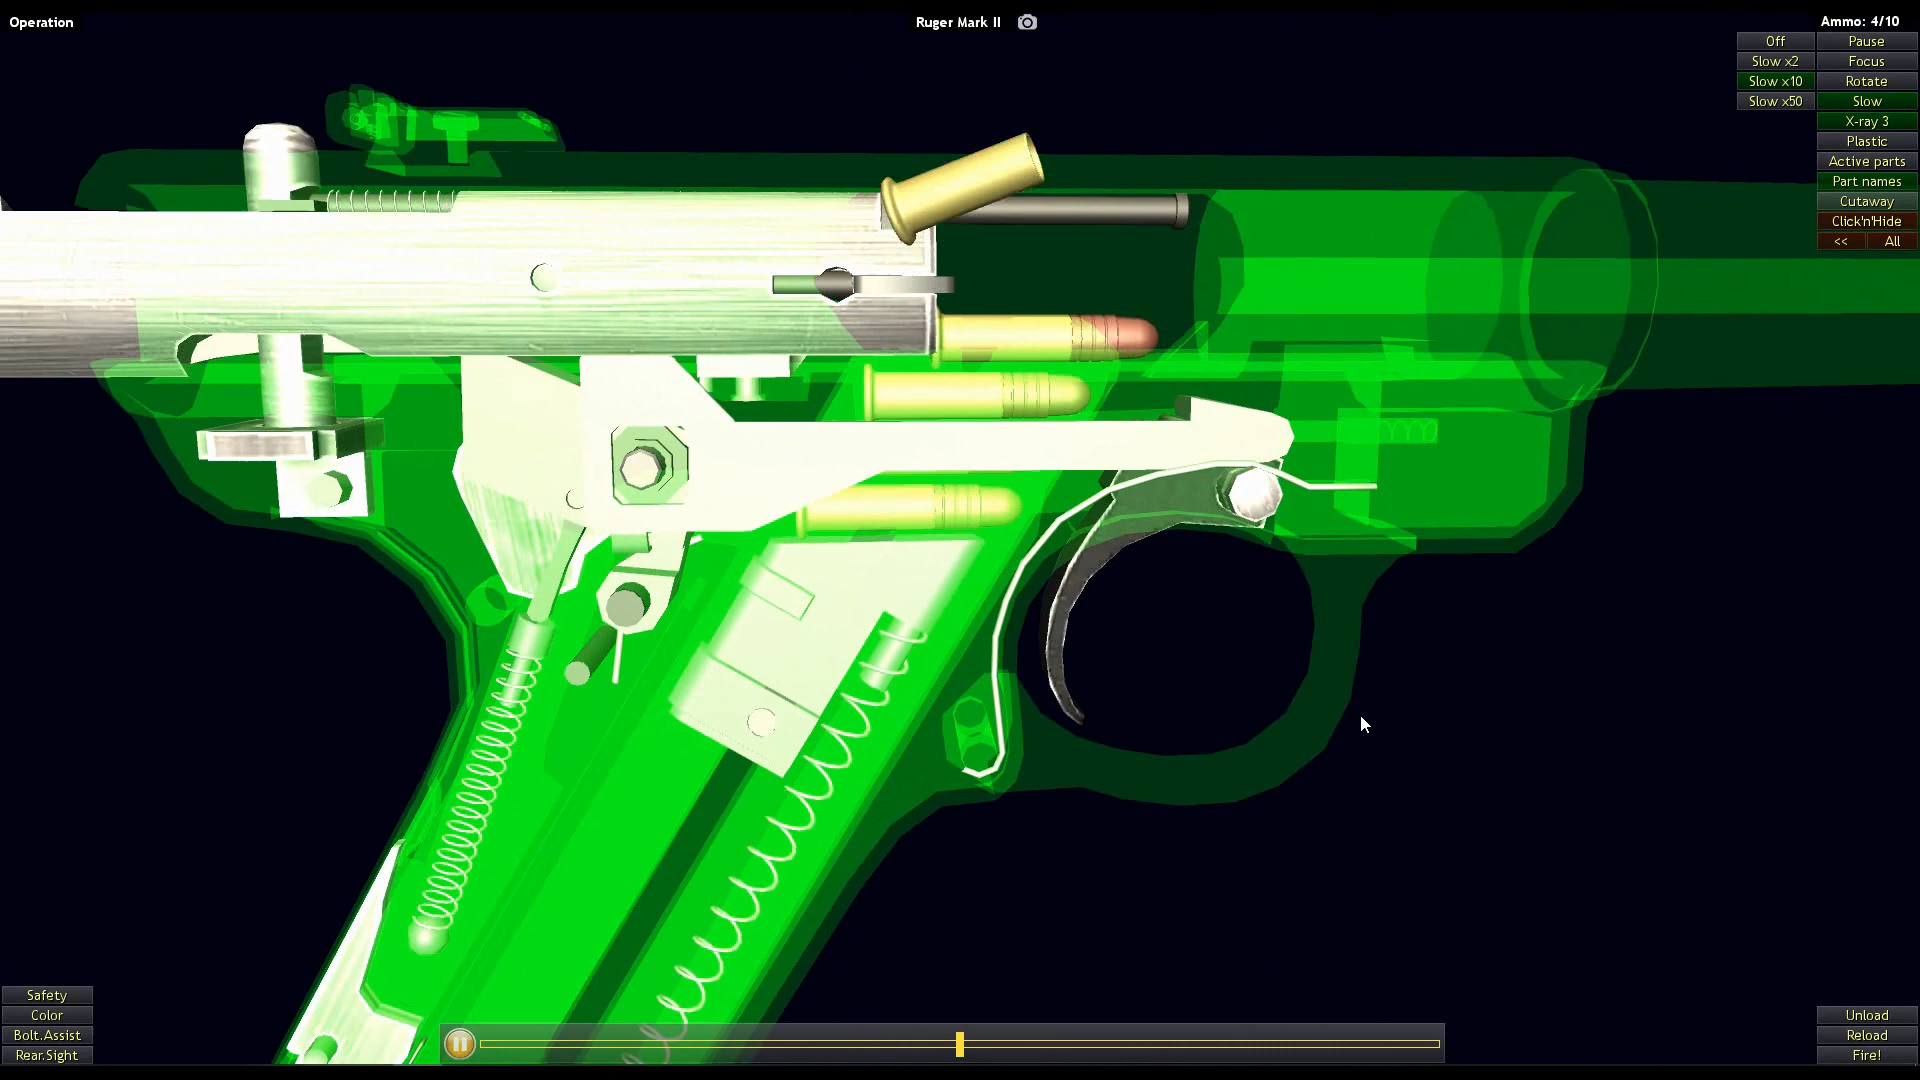 Operation
Ruger Mark II
Ammo: 4/10
Off
Pause
Slow x2
Focus
Slow x10
Rotate
Slow x50
Slow
X-ray 3
Plastic
Active parts
Part names
Cutaway
Click'n'Hide
<< All
Safety
Color
Bolt.Assist
Rear.Sight
Unload
Reload
Fire!